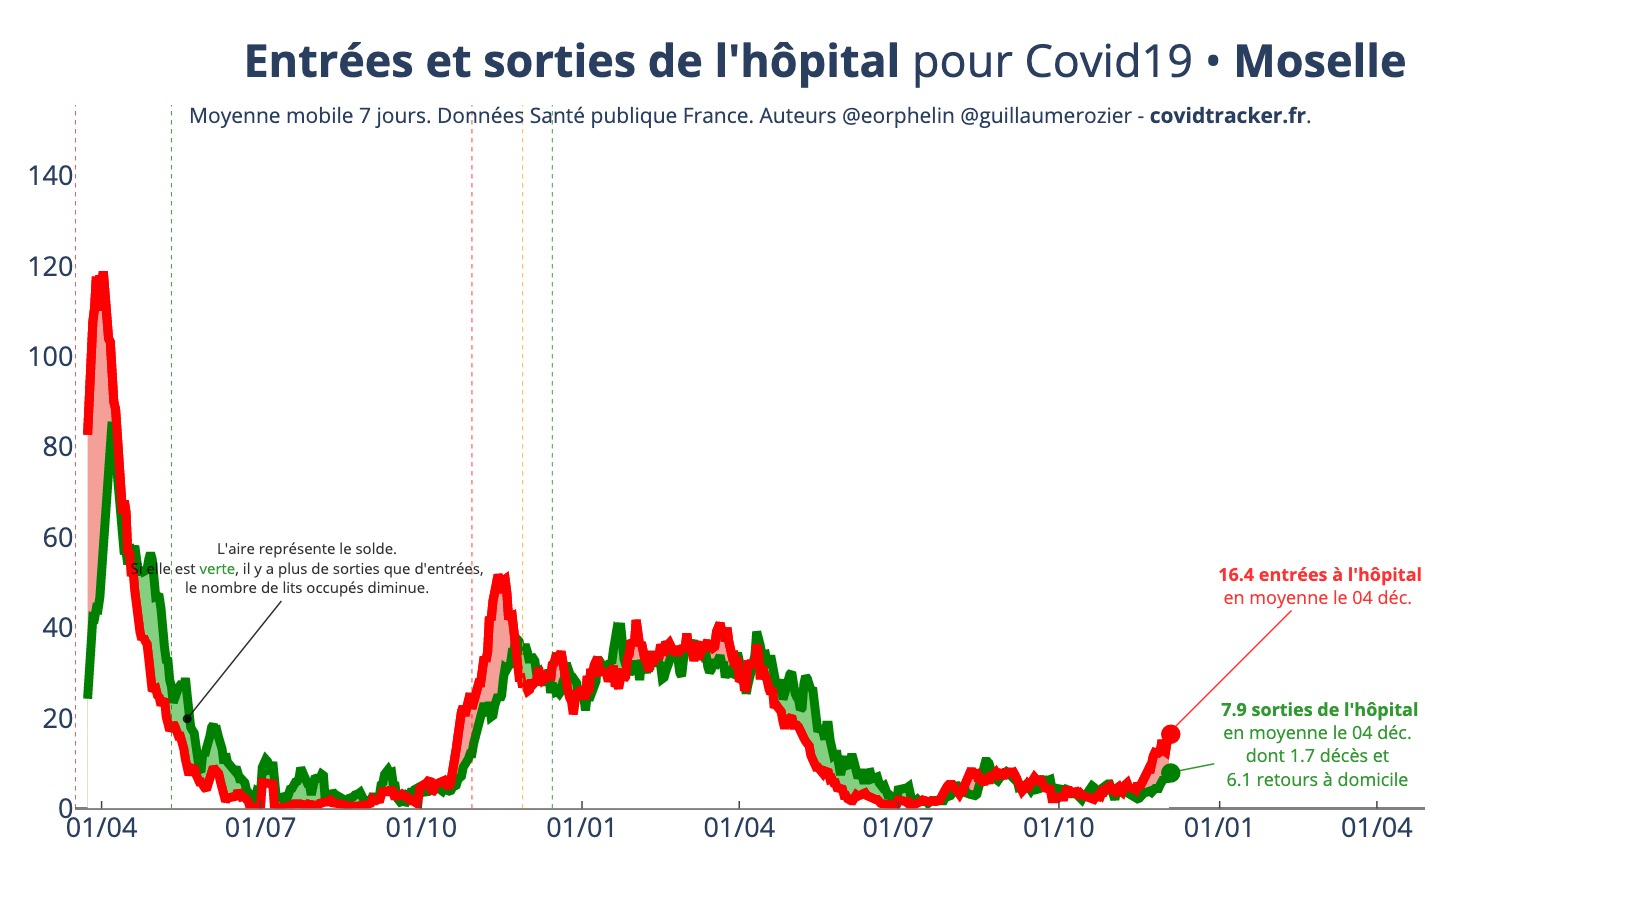 Entrées et sorties de l'hôpital pour Covid19 • Moselle
Moyenne mobile 7 jours. Données Santé publique France. Auteurs @eorphelin @guillaumerozier - covidtracker.fr.
140
120
100
80
60
40
20
0
L'aire représente le solde.
Si elle est verte, il y a plus de sorties que d'entrées,
le nombre de lits occupés diminue.
16.4 entrées à l'hôpital
en moyenne le 04 déc.
7.9 sorties de l'hôpital
en moyenne le 04 déc.
dont 1.7 décès et
6.1 retours à domicile
01/04
01/07
01/10
01/01
01/04
01/07
01/10
01/01
01/04